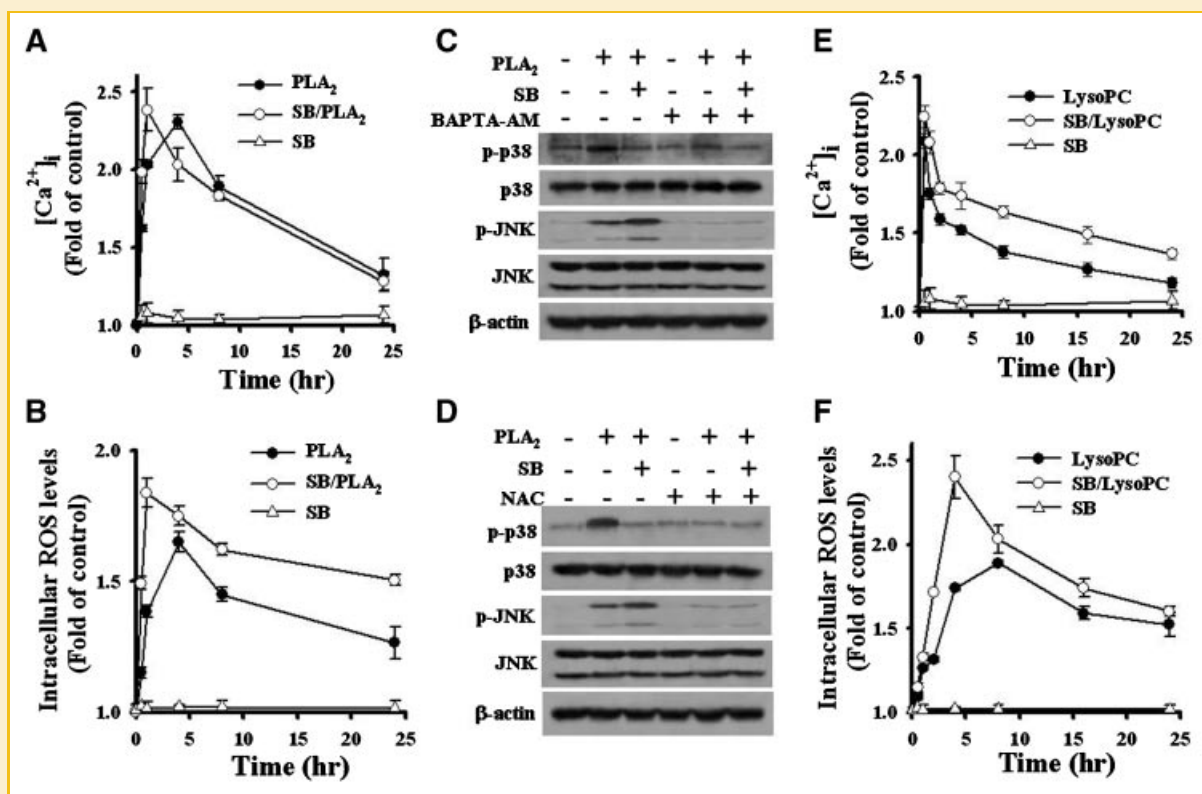 A
[Ca²⁺]i
(Fold of control)
2.5
2.0
1.5
1.0
PLA₂
SB/PLA₂
SB
0 5 10 15 20 25
Time (hr)
B
Intracellular ROS levels
(Fold of control)
2.0
1.5
1.0
PLA₂
SB/PLA₂
SB
0 5 10 15 20 25
Time (hr)
C
PLA₂ - + + - + +
SB - - + - - +
BAPTA-AM - - - + + +
p-p38
p38
p-JNK
JNK
β-actin
D
PLA₂ - + + - + +
SB - - + - - +
NAC - - - + + +
p-p38
p38
p-JNK
JNK
β-actin
E
[Ca²⁺]i
(Fold of control)
2.5
2.0
1.5
1.0
LysoPC
SB/LysoPC
SB
0 5 10 15 20 25
Time (hr)
F
Intracellular ROS levels
(Fold of control)
2.5
2.0
1.5
1.0
LysoPC
SB/LysoPC
SB
0 5 10 15 20 25
Time (hr)